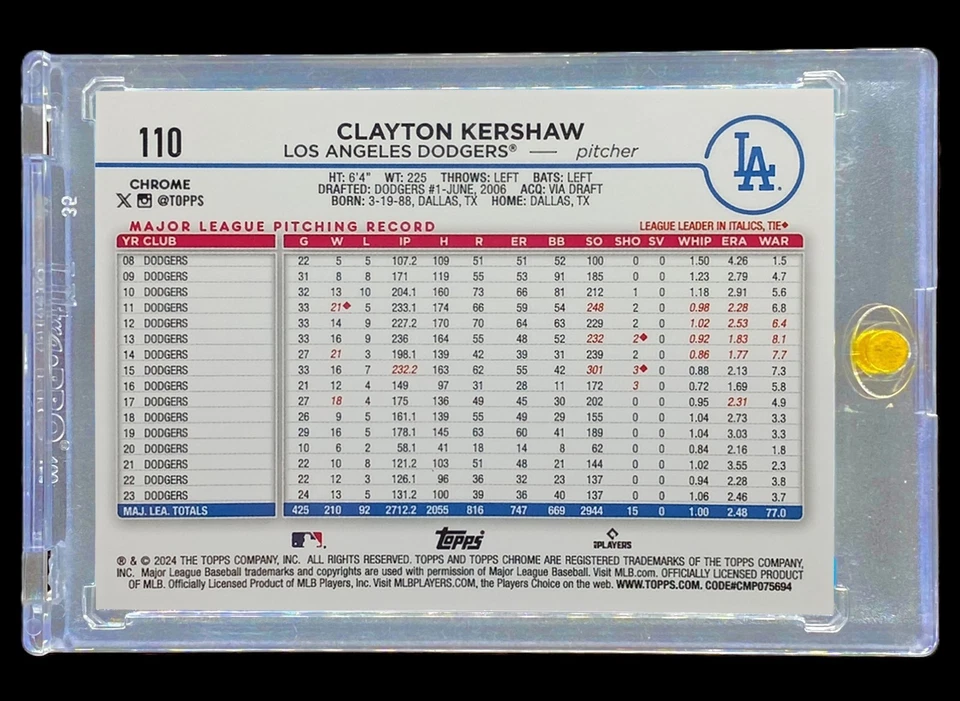 110
CLAYTON KERSHAW
LOS ANGELES DODGERS® — pitcher
LA
CHROME
@TOPPS
HT: 6'4" WT: 225 THROWS: LEFT BATS: LEFT
DRAFTED: DODGERS #1-JUNE, 2006 ACQ: VIA DRAFT
BORN: 3-19-88, DALLAS, TX HOME: DALLAS, TX
MAJOR LEAGUE PITCHING RECORD LEAGUE LEADER IN ITALICS, TIE◆
YR CLUB G W L IP H R ER BB SO SHO SV WHIP ERA WAR
08 DODGERS 22 5 5 107.2 109 51 51 52 100 0 0 1.50 4.26 1.5
09 DODGERS 31 8 8 171 119 55 53 91 185 0 0 1.23 2.79 4.7
10 DODGERS 32 13 10 204.1 160 73 66 81 212 1 0 1.18 2.91 5.6
11 DODGERS 33 21◆ 5 233.1 174 66 59 54 248 2 0 0.98 2.28 6.8
12 DODGERS 33 14 9 227.2 170 70 64 63 229 2 0 1.02 2.53 6.4
13 DODGERS 33 16 9 236 164 55 48 52 232 2◆ 0 0.92 1.83 8.1
14 DODGERS 27 21 3 198.1 139 42 39 31 239 2 0 0.86 1.77 7.7
15 DODGERS 33 16 7 232.2 163 62 55 42 301 3◆ 0 0.88 2.13 7.3
16 DODGERS 21 12 4 149 97 31 28 11 172 3 0 0.72 1.69 5.8
17 DODGERS 27 18 4 175 136 49 45 30 202 0 0 0.95 2.31 4.9
18 DODGERS 26 9 5 161.1 139 55 49 29 155 0 0 1.04 2.73 3.3
19 DODGERS 29 16 5 178.1 145 63 60 41 189 0 0 1.04 3.03 3.3
20 DODGERS 10 6 2 58.1 41 18 14 8 62 0 0 0.84 2.16 1.8
21 DODGERS 22 10 8 121.2 103 51 48 21 144 0 0 1.02 3.55 2.3
22 DODGERS 22 12 3 126.1 96 36 32 23 137 0 0 0.94 2.28 3.8
23 DODGERS 24 13 5 131.2 100 39 36 40 137 0 0 1.06 2.46 3.7
MAJ. LEA. TOTALS 425 210 92 2712.2 2055 816 747 669 2944 15 0 1.00 2.48 77.0
Topps
PLAYERS
® & © 2024 THE TOPPS COMPANY, INC. ALL RIGHTS RESERVED. TOPPS AND TOPPS CHROME ARE REGISTERED TRADEMARKS OF THE TOPPS COMPANY,
INC. Major League Baseball trademarks and copyrights are used with permission of Major League Baseball. Visit MLB.com. OFFICIALLY LICENSED PRODUCT
OF MLB. Officially Licensed Product of MLB Players, Inc. Visit MLBPLAYERS.COM, the Players Choice on the web. WWW.TOPPS.COM. CODE#CMP075694